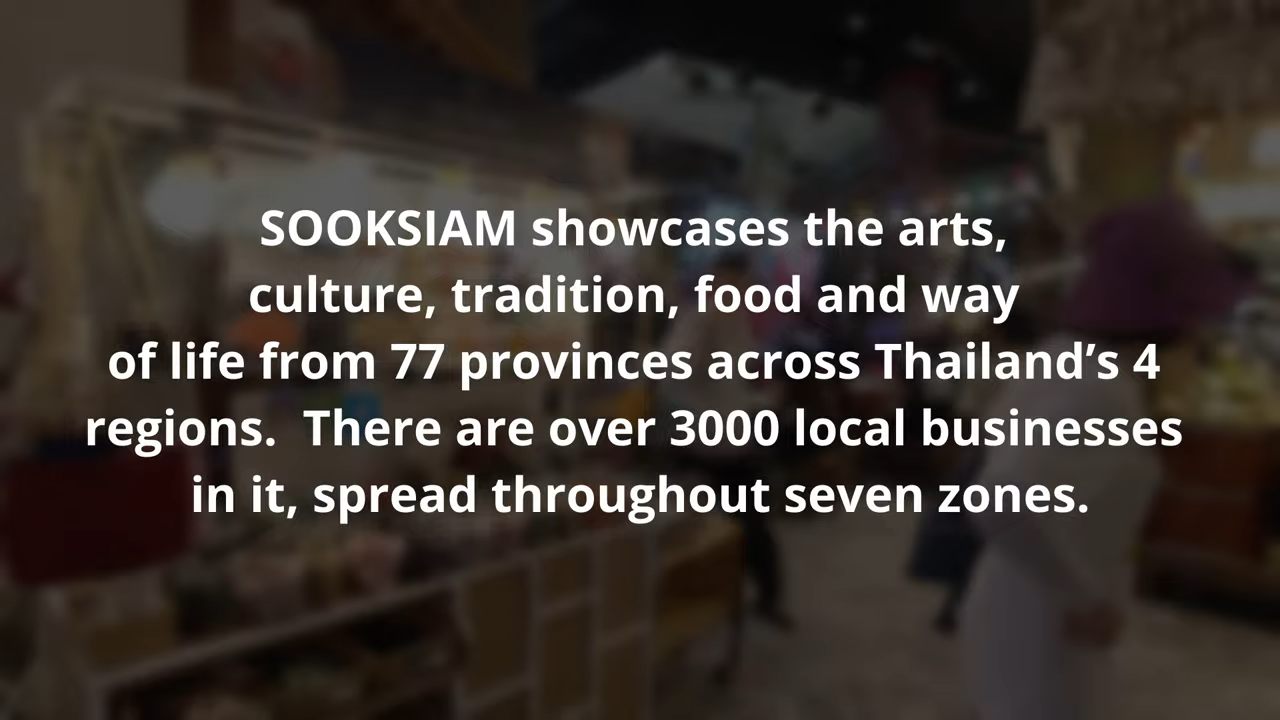 SOOKSIAM showcases the arts,
culture, tradition, food and way
of life from 77 provinces across Thailand’s 4
regions.  There are over 3000 local businesses
in it, spread throughout seven zones.